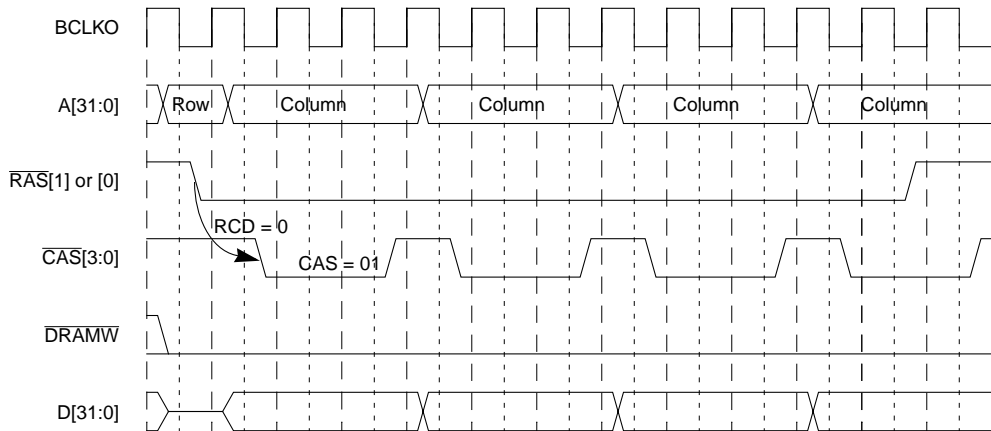 BCLKO
A[31:0] Row Column Column Column Column
RAS[1] or [0]
RCD = 0
CAS[3:0] CAS = 01
DRAMW
D[31:0]